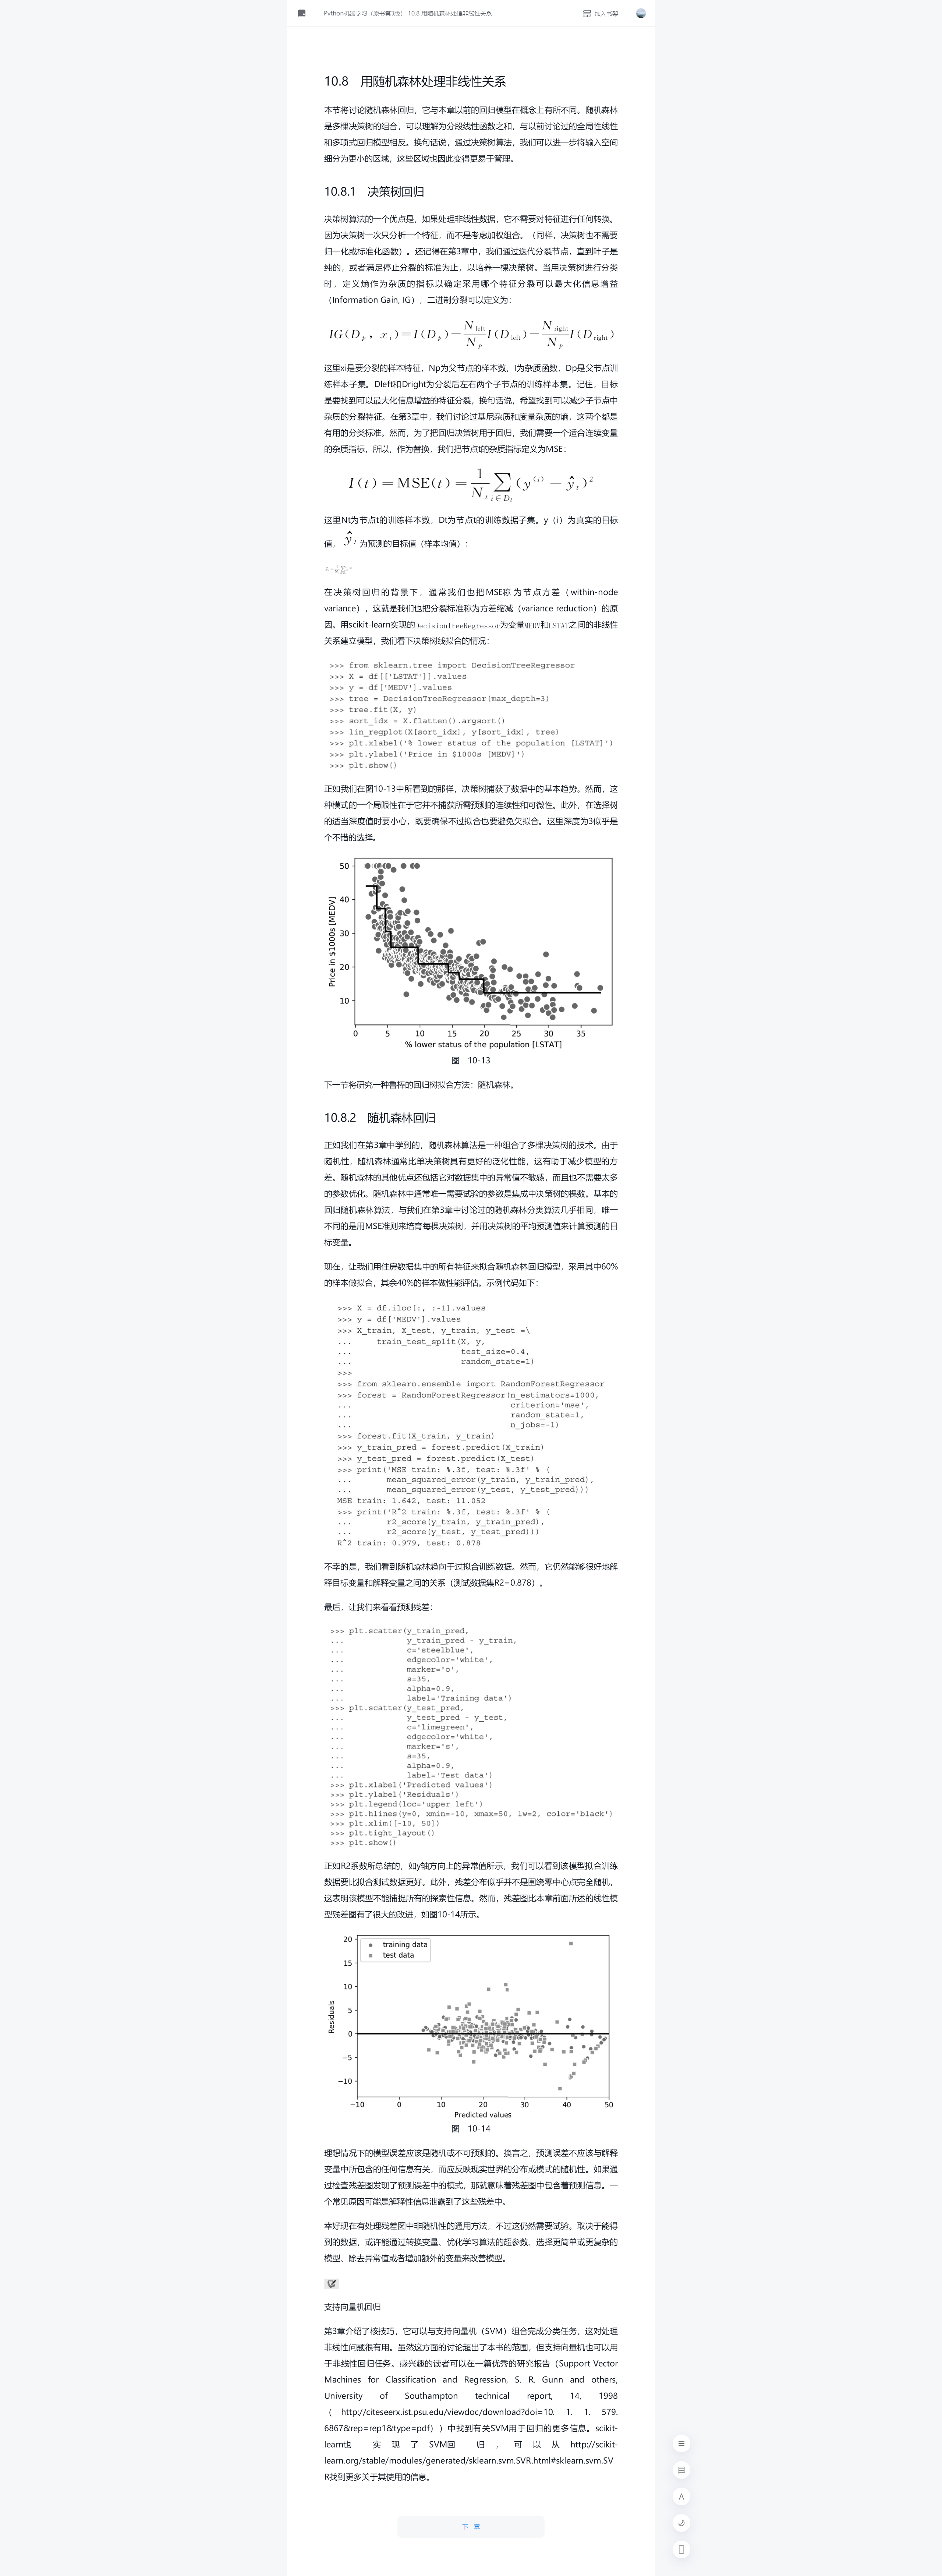 Python机器学习（原书第3版） 10.8 用随机森林处理非线性关系
加入书架
10.8 用随机森林处理非线性关系
本节将讨论随机森林回归，它与本章以前的回归模型在概念上有所不同。随机森林
是多棵决策树的组合，可以理解为分段线性函数之和，与以前讨论过的全局性线性
和多项式回归模型相反。换句话说，通过决策树算法，我们可以进一步将输入空间
细分为更小的区域，这些区域也因此变得更易于管理。
10.8.1 决策树回归
决策树算法的一个优点是，如果处理非线性数据，它不需要对特征进行任何转换。
因为决策树一次只分析一个特征，而不是考虑加权组合。（同样，决策树也不需要
归一化或标准化函数）。还记得在第3章中，我们通过迭代分裂节点，直到叶子是
纯的，或者满足停止分裂的标准为止，以培养一棵决策树。当用决策树进行分类
时，定义熵作为杂质的指标以确定采用哪个特征分裂可以最大化信息增益
（Information Gain, IG），二进制分裂可以定义为：
IG(D_p, x_i)=I(D_p)−N_left/N_p I(D_left)−N_right/N_p I(D_right)
这里xi是要分裂的样本特征，Np为父节点的样本数，I为杂质函数，Dp是父节点训
练样本子集。Dleft和Dright为分裂后左右两个子节点的训练样本集。记住，目标
是要找到可以最大化信息增益的特征分裂，换句话说，希望找到可以减少子节点中
杂质的分裂特征。在第3章中，我们讨论过基尼杂质和度量杂质的熵，这两个都是
有用的分类标准。然而，为了把回归决策树用于回归，我们需要一个适合连续变量
的杂质指标，所以，作为替换，我们把节点t的杂质指标定义为MSE：
I(t)=MSE(t)=1/N_t ∑_{i∈D_t} (y^(i) − ŷ_t)^2
这里Nt为节点t的训练样本数，Dt为节点t的训练数据子集。y（i）为真实的目标
值， ŷ_t 为预测的目标值（样本均值）：
在决策树回归的背景下，通常我们也把MSE称为节点方差（within-node
variance），这就是我们也把分裂标准称为方差缩减（variance reduction）的原
因。用scikit-learn实现的DecisionTreeRegressor为变量MEDV和LSTAT之间的非线性
关系建立模型，我们看下决策树线拟合的情况：
>>> from sklearn.tree import DecisionTreeRegressor
>>> X = df[['LSTAT']].values
>>> y = df['MEDV'].values
>>> tree = DecisionTreeRegressor(max_depth=3)
>>> tree.fit(X, y)
>>> sort_idx = X.flatten().argsort()
>>> lin_regplot(X[sort_idx], y[sort_idx], tree)
>>> plt.xlabel('% lower status of the population [LSTAT]')
>>> plt.ylabel('Price in $1000s [MEDV]')
>>> plt.show()
正如我们在图10-13中所看到的那样，决策树捕获了数据中的基本趋势。然而，这
种模式的一个局限性在于它并不捕获所需预测的连续性和可微性。此外，在选择树
的适当深度值时要小心，既要确保不过拟合也要避免欠拟合。这里深度为3似乎是
个不错的选择。
50
40
30
20
10
Price in $1000s [MEDV]
0 5 10 15 20 25 30 35
% lower status of the population [LSTAT]
图 10-13
下一节将研究一种鲁棒的回归树拟合方法：随机森林。
10.8.2 随机森林回归
正如我们在第3章中学到的，随机森林算法是一种组合了多棵决策树的技术。由于
随机性，随机森林通常比单决策树具有更好的泛化性能，这有助于减少模型的方
差。随机森林的其他优点还包括它对数据集中的异常值不敏感，而且也不需要太多
的参数优化。随机森林中通常唯一需要试验的参数是集成中决策树的棵数。基本的
回归随机森林算法，与我们在第3章中讨论过的随机森林分类算法几乎相同，唯一
不同的是用MSE准则来培育每棵决策树，并用决策树的平均预测值来计算预测的目
标变量。
现在，让我们用住房数据集中的所有特征来拟合随机森林回归模型，采用其中60%
的样本做拟合，其余40%的样本做性能评估。示例代码如下：
>>> X = df.iloc[:, :-1].values
>>> y = df['MEDV'].values
>>> X_train, X_test, y_train, y_test =\
... train_test_split(X, y,
... test_size=0.4,
... random_state=1)
>>>
>>> from sklearn.ensemble import RandomForestRegressor
>>> forest = RandomForestRegressor(n_estimators=1000,
... criterion='mse',
... random_state=1,
... n_jobs=-1)
>>> forest.fit(X_train, y_train)
>>> y_train_pred = forest.predict(X_train)
>>> y_test_pred = forest.predict(X_test)
>>> print('MSE train: %.3f, test: %.3f' % (
... mean_squared_error(y_train, y_train_pred),
... mean_squared_error(y_test, y_test_pred)))
MSE train: 1.642, test: 11.052
>>> print('R^2 train: %.3f, test: %.3f' % (
... r2_score(y_train, y_train_pred),
... r2_score(y_test, y_test_pred)))
R^2 train: 0.979, test: 0.878
不幸的是，我们看到随机森林趋向于过拟合训练数据。然而，它仍然能够很好地解
释目标变量和解释变量之间的关系（测试数据集R2=0.878）。
最后，让我们来看看预测残差：
>>> plt.scatter(y_train_pred,
... y_train_pred - y_train,
... c='steelblue',
... edgecolor='white',
... marker='o',
... s=35,
... alpha=0.9,
... label='Training data')
>>> plt.scatter(y_test_pred,
... y_test_pred - y_test,
... c='limegreen',
... edgecolor='white',
... marker='s',
... s=35,
... alpha=0.9,
... label='Test data')
>>> plt.xlabel('Predicted values')
>>> plt.ylabel('Residuals')
>>> plt.legend(loc='upper left')
>>> plt.hlines(y=0, xmin=-10, xmax=50, lw=2, color='black')
>>> plt.xlim([-10, 50])
>>> plt.tight_layout()
>>> plt.show()
正如R2系数所总结的，如y轴方向上的异常值所示，我们可以看到该模型拟合训练
数据要比拟合测试数据更好。此外，残差分布似乎并不是围绕零中心点完全随机，
这表明该模型不能捕捉所有的探索性信息。然而，残差图比本章前面所述的线性模
型残差图有了很大的改进，如图10-14所示。
training data
test data
20
15
10
5
0
−5
−10
Residuals
−10 0 10 20 30 40 50
Predicted values
图 10-14
理想情况下的模型误差应该是随机或不可预测的。换言之，预测误差不应该与解释
变量中所包含的任何信息有关，而应反映现实世界的分布或模式的随机性。如果通
过检查残差图发现了预测误差中的模式，那就意味着残差图中包含着预测信息。一
个常见原因可能是解释性信息泄露到了这些残差中。
幸好现在有处理残差图中非随机性的通用方法，不过这仍然需要试验。取决于能得
到的数据，或许能通过转换变量、优化学习算法的超参数、选择更简单或更复杂的
模型、除去异常值或者增加额外的变量来改善模型。
支持向量机回归
第3章介绍了核技巧，它可以与支持向量机（SVM）组合完成分类任务，这对处理
非线性问题很有用。虽然这方面的讨论超出了本书的范围，但支持向量机也可以用
于非线性回归任务。感兴趣的读者可以在一篇优秀的研究报告（Support Vector
Machines for Classification and Regression, S. R. Gunn and others,
University of Southampton technical report, 14, 1998
（ http://citeseerx.ist.psu.edu/viewdoc/download?doi=10. 1. 1. 579.
6867&rep=rep1&type=pdf））中找到有关SVM用于回归的更多信息。scikit-
learn也 实 现 了 SVM回 归 ， 可 以 从 http://scikit-
learn.org/stable/modules/generated/sklearn.svm.SVR.html#sklearn.svm.SV
R找到更多关于其使用的信息。
下一章
A